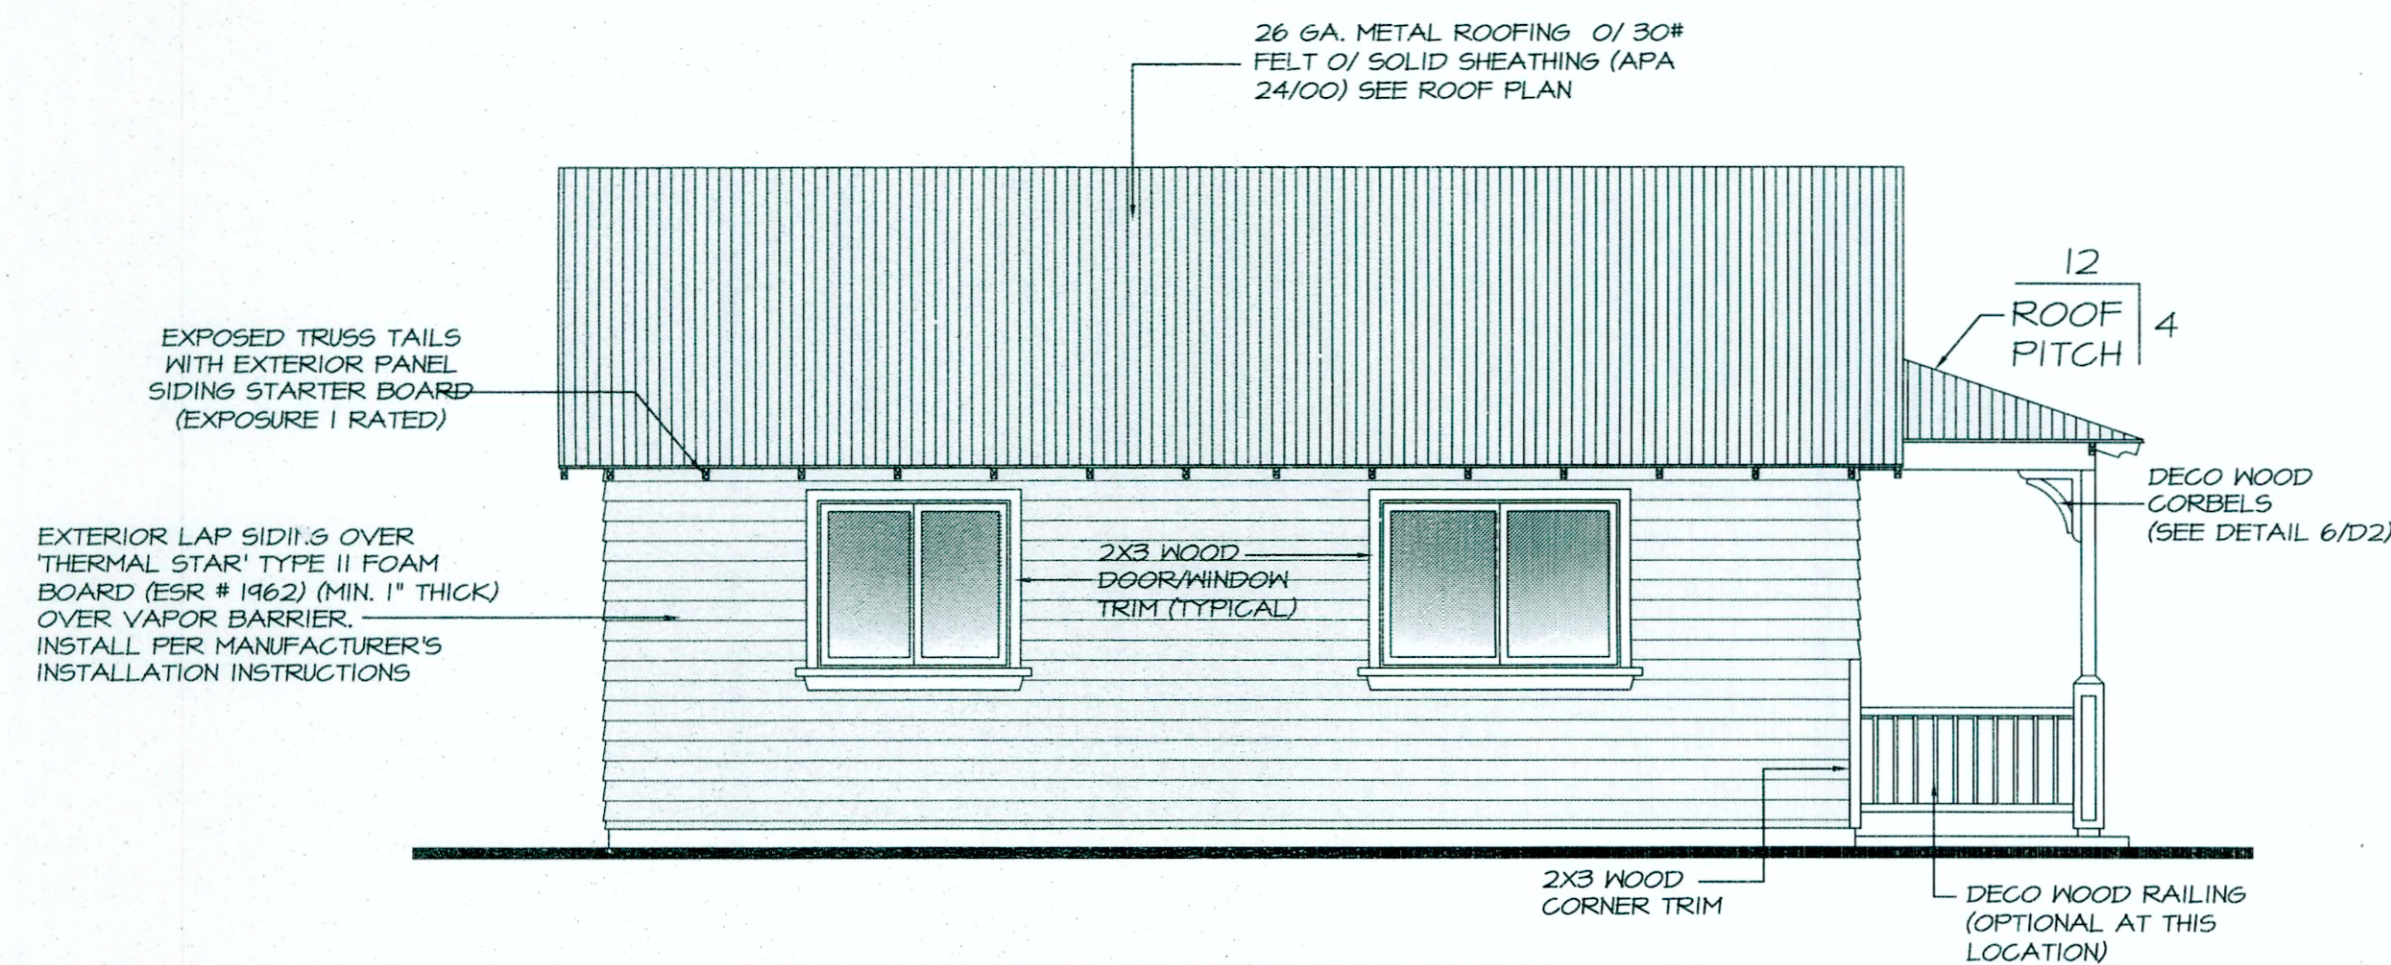 26 GA. METAL ROOFING O/ 30#
FELT O/ SOLID SHEATHING (APA
24/00) SEE ROOF PLAN
12
ROOF
PITCH
4
EXPOSED TRUSS TAILS
WITH EXTERIOR PANEL
SIDING STARTER BOARD
(EXPOSURE 1 RATED)
DECO WOOD
CORBELS
(SEE DETAIL 6/D2)
EXTERIOR LAP SIDING OVER
'THERMAL STAR' TYPE II FOAM
BOARD (ESR # 1962) (MIN. 1" THICK)
OVER VAPOR BARRIER.
INSTALL PER MANUFACTURER'S
INSTALLATION INSTRUCTIONS
2X3 WOOD
DOOR/WINDOW
TRIM (TYPICAL)
2X3 WOOD
CORNER TRIM
DECO WOOD RAILING
(OPTIONAL AT THIS
LOCATION)